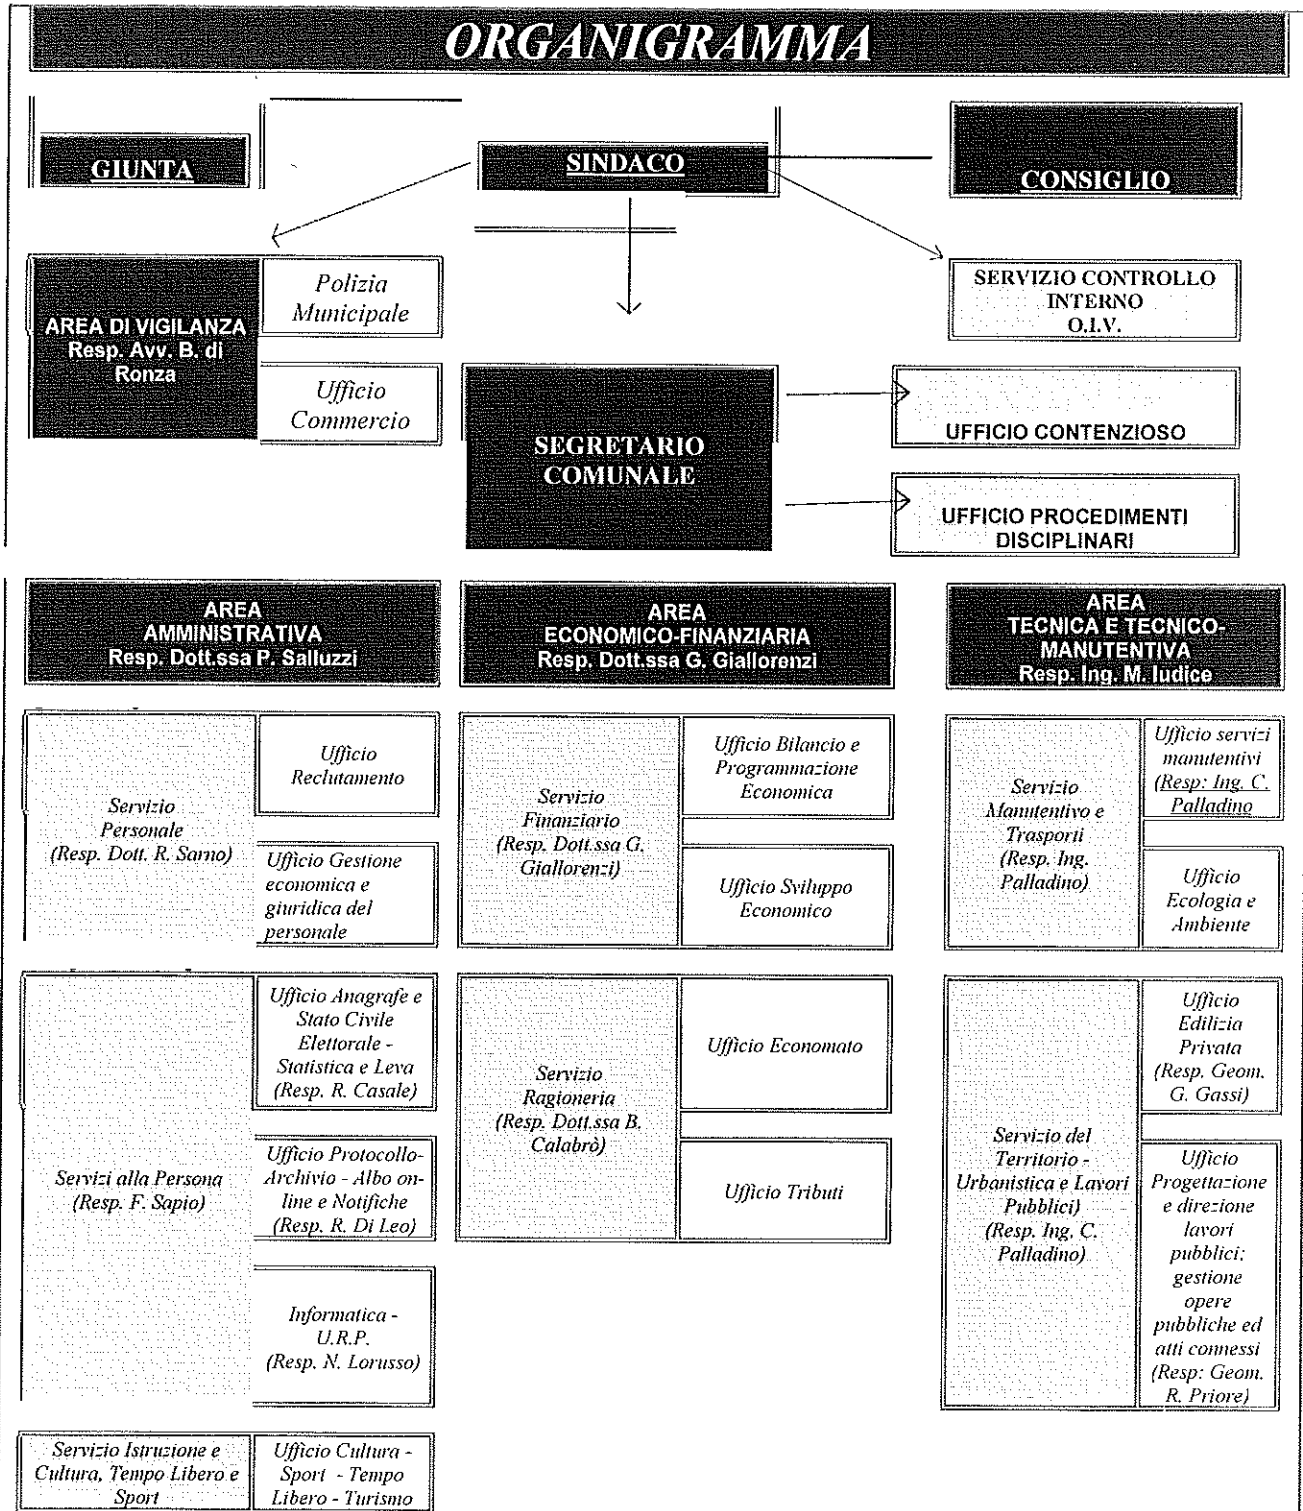 ORGANIGRAMMA
GIUNTA
SINDACO
CONSIGLIO
AREA DI VIGILANZA
Resp. Avv. B. di
Ronza
Polizia
Municipale
Ufficio
Commercio
SERVIZIO CONTROLLO
INTERNO
O.I.V.
SEGRETARIO
COMUNALE
UFFICIO CONTENZIOSO
UFFICIO PROCEDIMENTI
DISCIPLINARI
AREA
AMMINISTRATIVA
Resp. Dott.ssa P. Salluzzi
AREA
ECONOMICO-FINANZIARIA
Resp. Dott.ssa G. Giallorenzi
AREA
TECNICA E TECNICO-
MANUTENTIVA
Resp. Ing. M. Iudice
Servizio
Personale
(Resp. Dott. R. Sarno)
Ufficio
Reclutamento
Ufficio Gestione
economica e
giuridica del
personale
Servizio
Finanziario
(Resp. Dott.ssa G.
Giallorenzi)
Ufficio Bilancio e
Programmazione
Economica
Ufficio Sviluppo
Economico
Servizio
Manutentivo e
Trasporti
(Resp. Ing.
Palladino)
Ufficio servizi
manutentivi
(Resp: Ing. C.
Palladino
Ufficio
Ecologia e
Ambiente
Servizi alla Persona
(Resp. F. Sapio)
Ufficio Anagrafe e
Stato Civile
Elettorale -
Statistica e Leva
(Resp. R. Casale)
Ufficio Protocollo-
Archivio - Albo on-
line e Notifiche
(Resp. R. Di Leo)
Informatica -
U.R.P.
(Resp. N. Lorusso)
Servizio
Ragioneria
(Resp. Dott.ssa B.
Calabrò)
Ufficio Economato
Ufficio Tributi
Servizio del
Territorio -
Urbanistica e Lavori
Pubblici)
(Resp. Ing. C.
Palladino)
Ufficio
Edilizia
Privata
(Resp. Geom.
G. Gassi)
Ufficio
Progettazione
e direzione
lavori
pubblici;
gestione
opere
pubbliche ed
atti connessi
(Resp: Geom.
R. Priore)
Servizio Istruzione e
Cultura, Tempo Libero e
Sport
Ufficio Cultura -
Sport - Tempo
Libero - Turismo